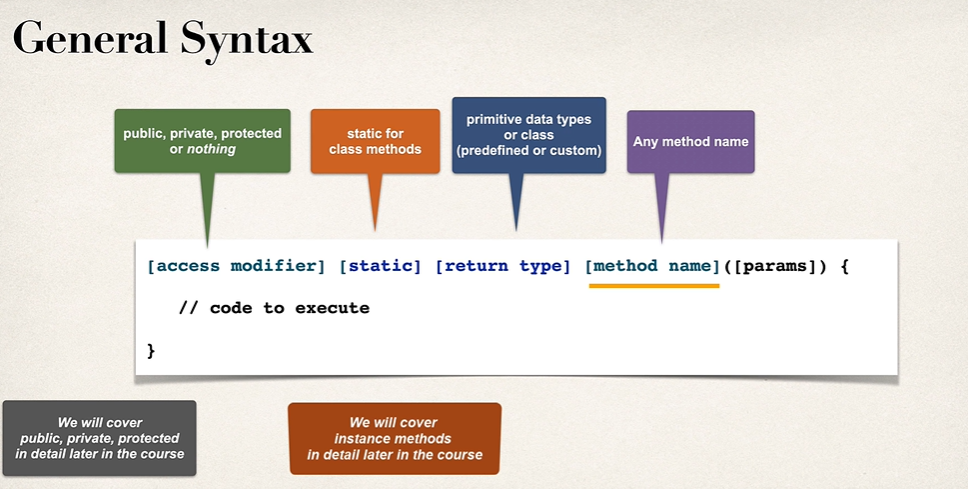 General Syntax
public, private, protected
or nothing
static for
class methods
primitive data types
or class
(predefined or custom)
Any method name
[access modifier] [static] [return type] [method name]([params]) {
// code to execute
}
We will cover
public, private, protected
in detail later in the course
We will cover
instance methods
in detail later in the course